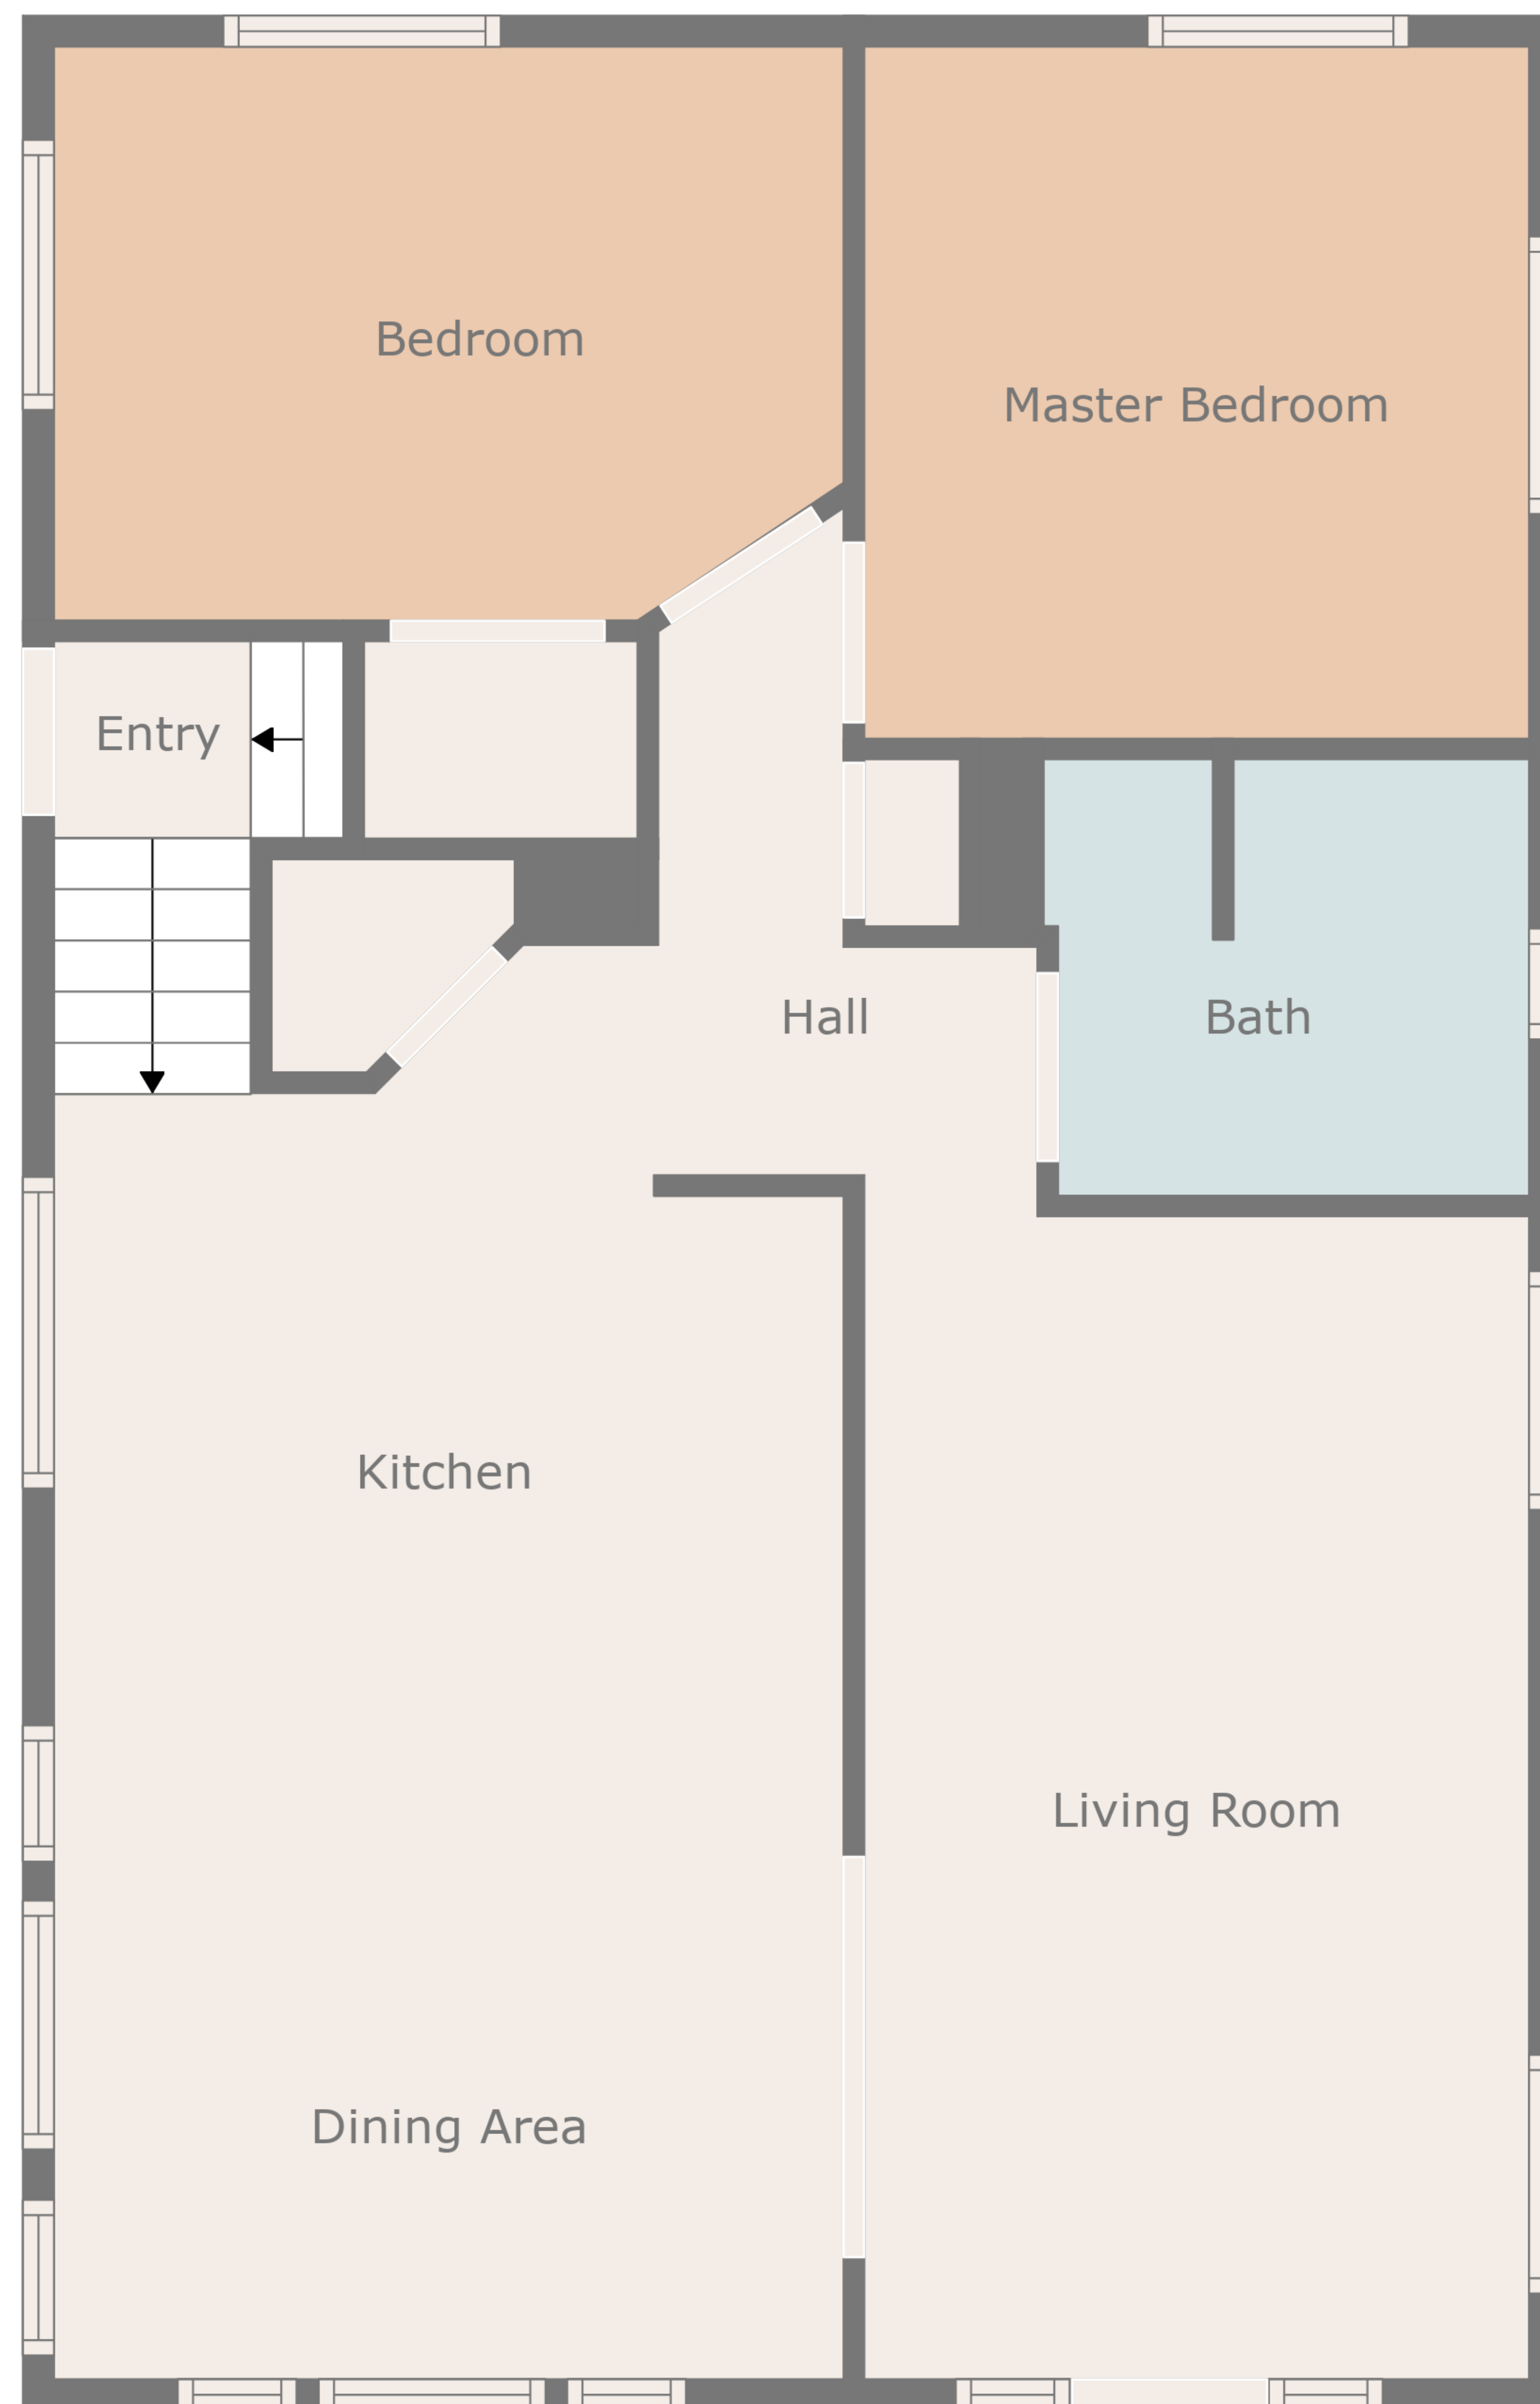 Bedroom
Master Bedroom
Entry
Hall
Bath
Kitchen
Living Room
Dining Area